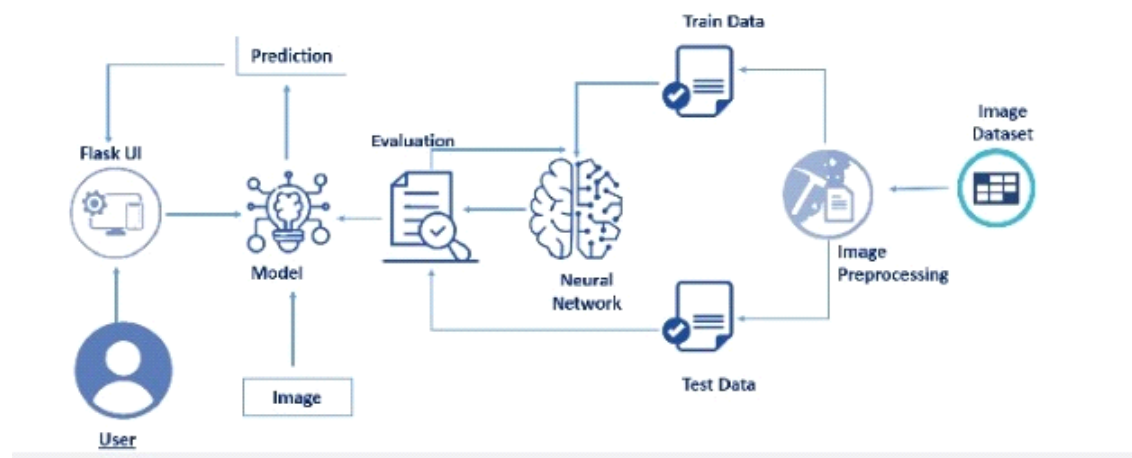 Train Data
Prediction
Image
Dataset
Evaluation
Flask UI
Model
Image
Preprocessing
Neural
Network
Test Data
Image
User